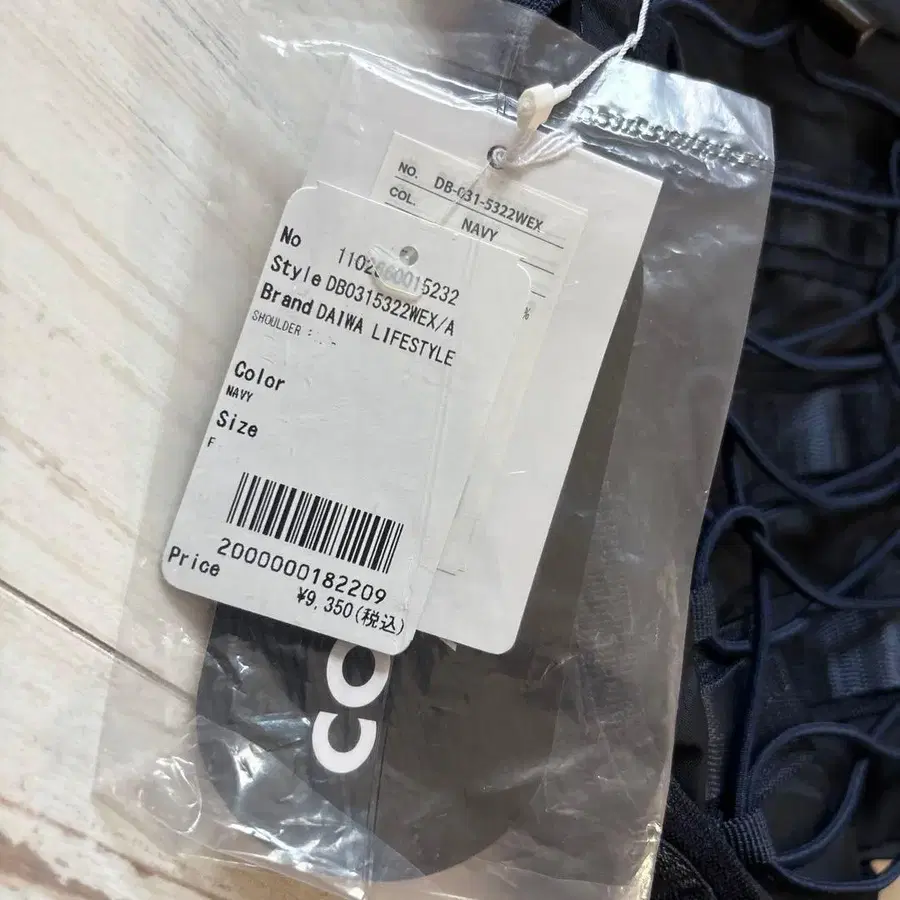 NO. DB-031-5322WEX
COL. NAVY
%
No 1102560015232
Style DB0315322WEX/A
Brand DAIWA LIFESTYLE
SHOULDER :
Color
NAVY
Size
F
2000000182209
Price
¥9,350(税込)
CO